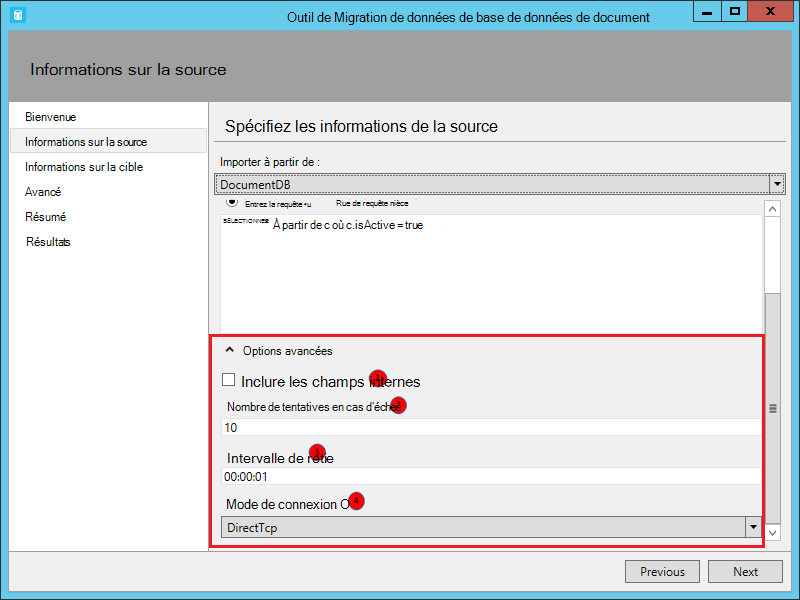 Outil de Migration de données de base de données de document
Informations sur la source
Bienvenue
Informations sur la source
Informations sur la cible
Avancé
Résumé
Résultats
Spécifiez les informations de la source
Importer à partir de :
DocumentDB
Entrez la requête •u Rue de requête nièce
SÉLECTIONNER À partir de c où c.isActive = true
Options avancées
Inclure les champs internes
1
Nombre de tentatives en cas d'échec
2
10
Intervalle de
3
00:00:01
Mode de connexion O
4
DirectTcp
Previous
Next